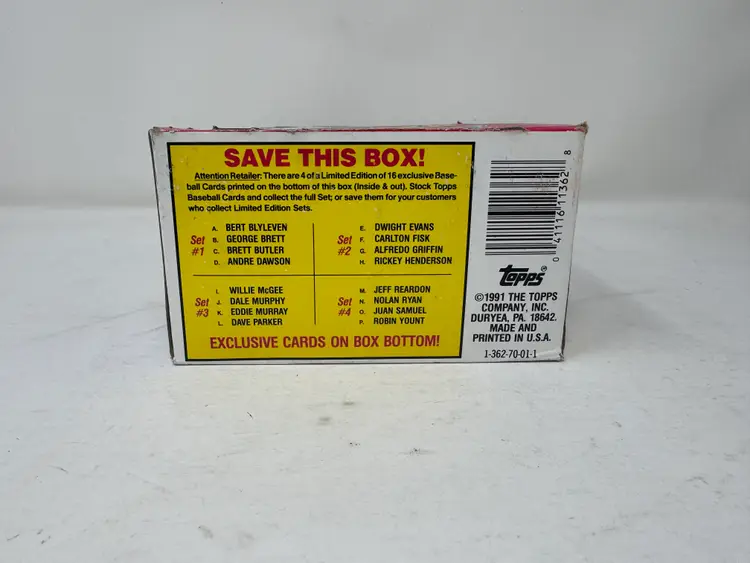 SAVE THIS BOX!
Attention Retailer: There are 4 of a Limited Edition of 16 exclusive Base-
ball Cards printed on the bottom of this box (Inside & out). Stock Topps
Baseball Cards and collect the full Set; or save them for your customers
who collect Limited Edition Sets.
Set #1
A. BERT BLYLEVEN
B. GEORGE BRETT
C. BRETT BUTLER
D. ANDRE DAWSON
Set #2
E. DWIGHT EVANS
F. CARLTON FISK
G. ALFREDO GRIFFIN
H. RICKEY HENDERSON
Set #3
I. WILLIE McGEE
J. DALE MURPHY
K. EDDIE MURRAY
L. DAVE PARKER
Set #4
M. JEFF REARDON
N. NOLAN RYAN
O. JUAN SAMUEL
P. ROBIN YOUNT
EXCLUSIVE CARDS ON BOX BOTTOM!
0 41116 11362 8
Topps®
©1991 THE TOPPS
COMPANY, INC.
DURYEA, PA. 18642.
MADE AND
PRINTED IN U.S.A.
1-362-70-01-1